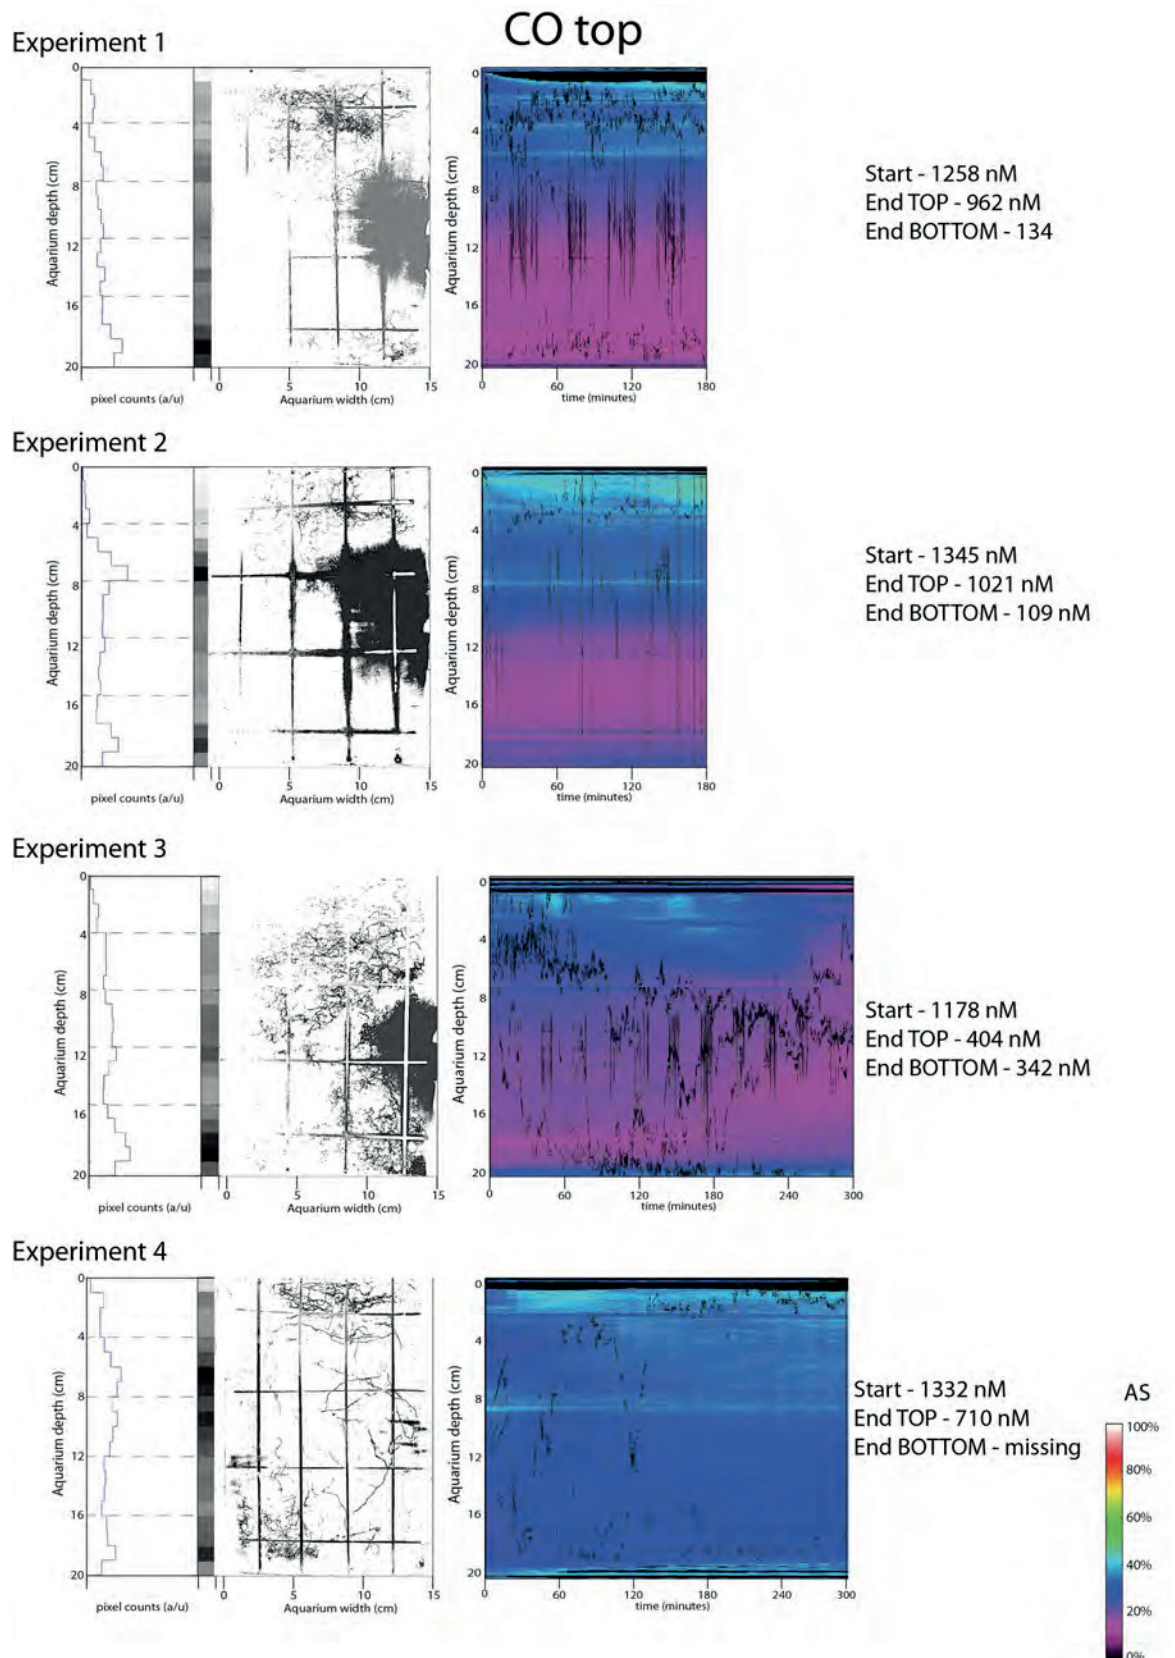 CO top
Experiment 1
0
4
8
12
16
20
Aquarium depth (cm)
pixel counts (a/u)
0
5
10
15
Aquarium width (cm)
0
4
8
12
16
20
Aquarium depth (cm)
0
60
120
180
time (minutes)
Start - 1258 nM
End TOP - 962 nM
End BOTTOM - 134
Experiment 2
0
4
8
12
16
20
Aquarium depth (cm)
pixel counts (a/u)
0
5
10
15
Aquarium width (cm)
0
4
8
12
16
20
Aquarium depth (cm)
0
60
120
180
time (minutes)
Start - 1345 nM
End TOP - 1021 nM
End BOTTOM - 109 nM
Experiment 3
0
4
8
12
16
20
Aquarium depth (cm)
pixel counts (a/u)
0
5
10
15
Aquarium width (cm)
0
4
8
12
16
20
Aquarium depth (cm)
0
60
120
180
240
300
time (minutes)
Start - 1178 nM
End TOP - 404 nM
End BOTTOM - 342 nM
Experiment 4
0
4
8
12
16
20
Aquarium depth (cm)
pixel counts (a/u)
0
5
10
15
Aquarium width (cm)
0
4
8
12
16
20
Aquarium depth (cm)
0
60
120
180
240
300
time (minutes)
Start - 1332 nM
End TOP - 710 nM
End BOTTOM - missing
AS
100%
80%
60%
40%
20%
0%